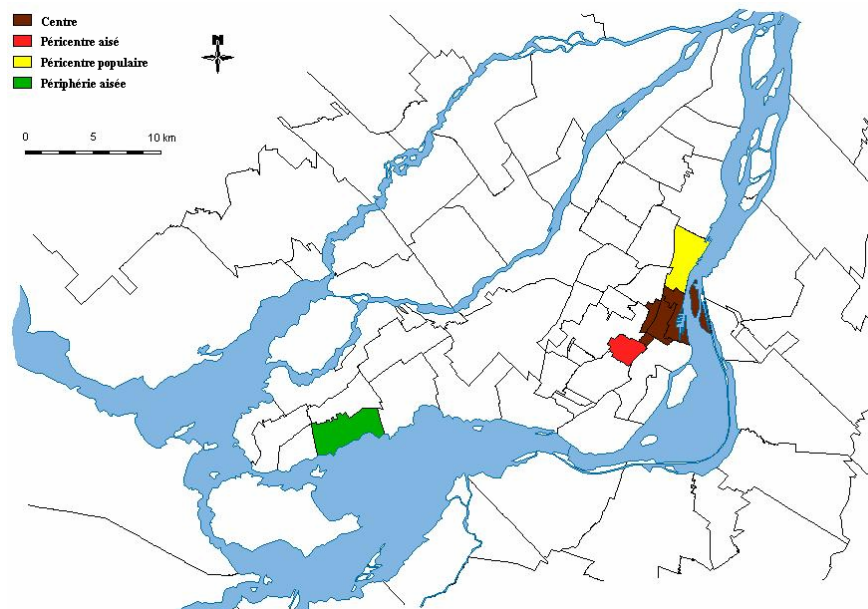 Centre
Péricentre aisé
Péricentre populaire
Périphérie aisée
N
0 5 10 km